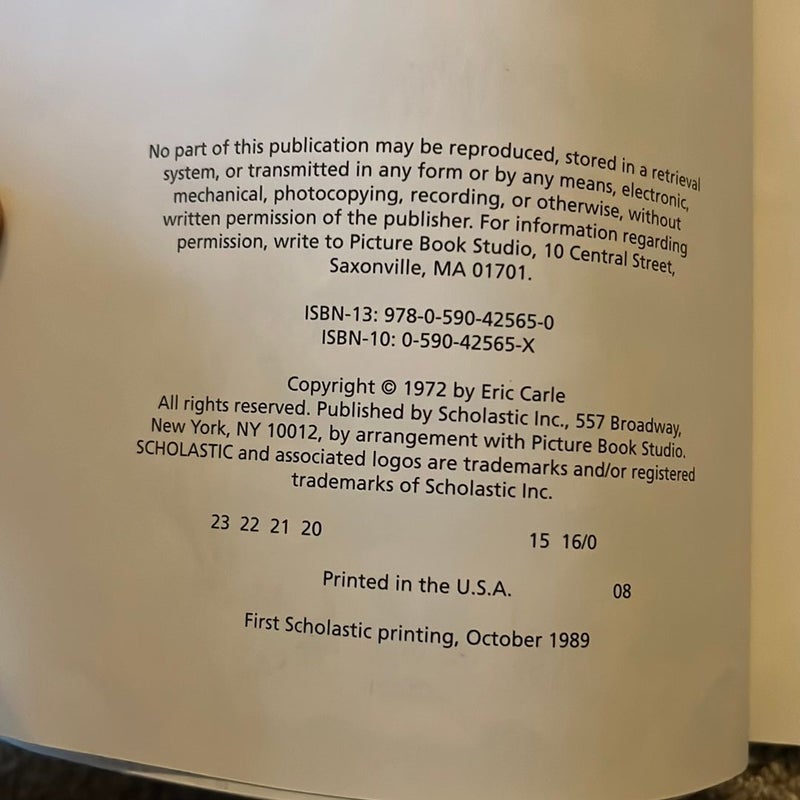 No part of this publication may be reproduced, stored in a retrieval
system, or transmitted in any form or by any means, electronic,
mechanical, photocopying, recording, or otherwise, without
written permission of the publisher. For information regarding
permission, write to Picture Book Studio, 10 Central Street,
Saxonville, MA 01701.
ISBN-13: 978-0-590-42565-0
ISBN-10: 0-590-42565-X
Copyright © 1972 by Eric Carle
All rights reserved. Published by Scholastic Inc., 557 Broadway,
New York, NY 10012, by arrangement with Picture Book Studio.
SCHOLASTIC and associated logos are trademarks and/or registered
trademarks of Scholastic Inc.
23 22 21 20 15 16/0
Printed in the U.S.A. 08
First Scholastic printing, October 1989